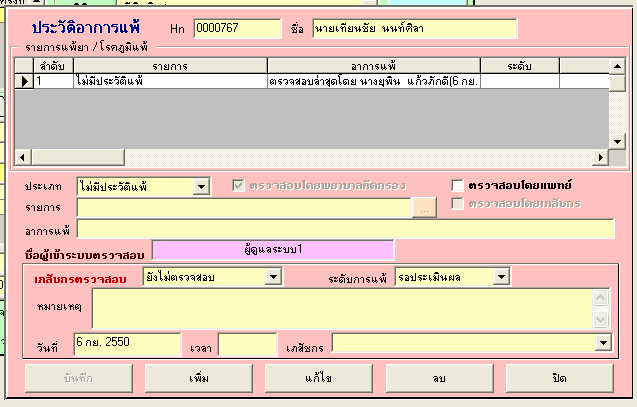 ประวัติอาการแพ้ Hn 0000767 ชื่อ นายเทียนชัย นนท์ศิลา
รายการแพ้ยา / โรคภูมิแพ้
ลำดับ รายการ อาการแพ้ ระดับ
1 ไม่มีประวัติแพ้ ตรวจสอบล่าสุดโดย นางยุพิน แก้วภักดี(6 กย.
ประเภท ไม่มีประวัติแพ้ ตรวจสอบโดยพยาบาลคัดกรอง ตรวจสอบโดยแพทย์
รายการ ... ตรวจสอบโดยเภสัชกร
อาการแพ้
ชื่อผู้เข้าระบบตรวจสอบ ผู้ดูแลระบบ1
เภสัชกรตรวจสอบ ยังไม่ตรวจสอบ ระดับการแพ้ รอประเมินผล
หมายเหตุ
วันที่ 6 กย. 2550 เวลา เภสัชกร
บันทึก เพิ่ม แก้ไข ลบ ปิด